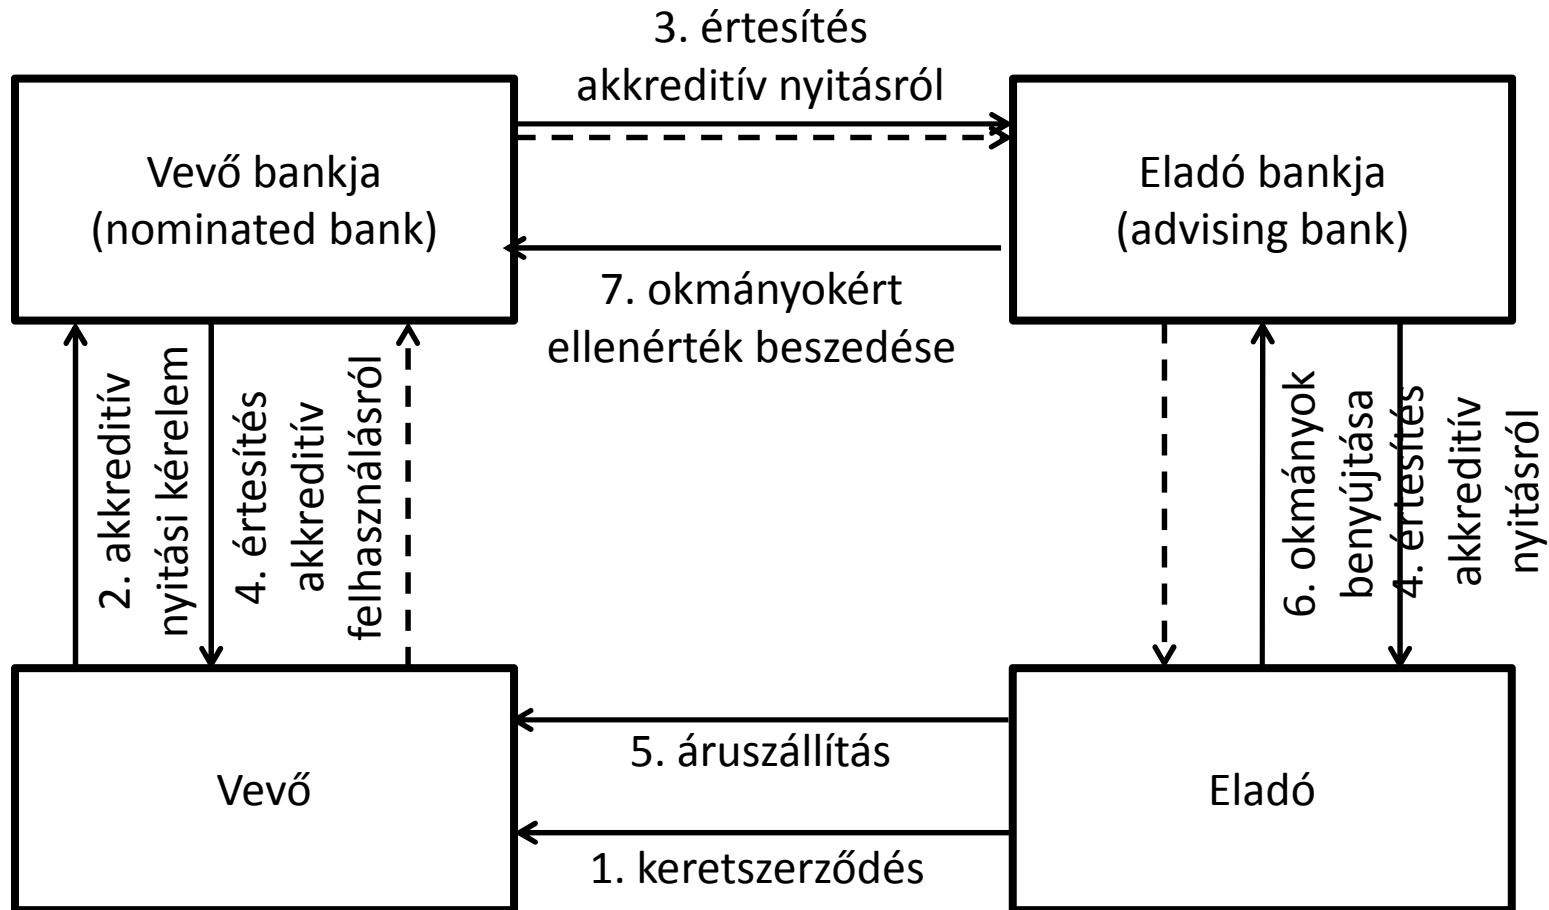 3. értesítés
akkreditív nyitásról
Vevő bankja
(nominated bank)
Eladó bankja
(advising bank)
7. okmányokért
ellenérték beszedése
2. akkreditív
nyitási kérelem
4. értesítés
akkreditív
felhasználásról
6. okmányok
benyújtása
4. értesítés
akkreditív
nyitásról
Vevő
5. áruszállítás
1. keretszerződés
Eladó